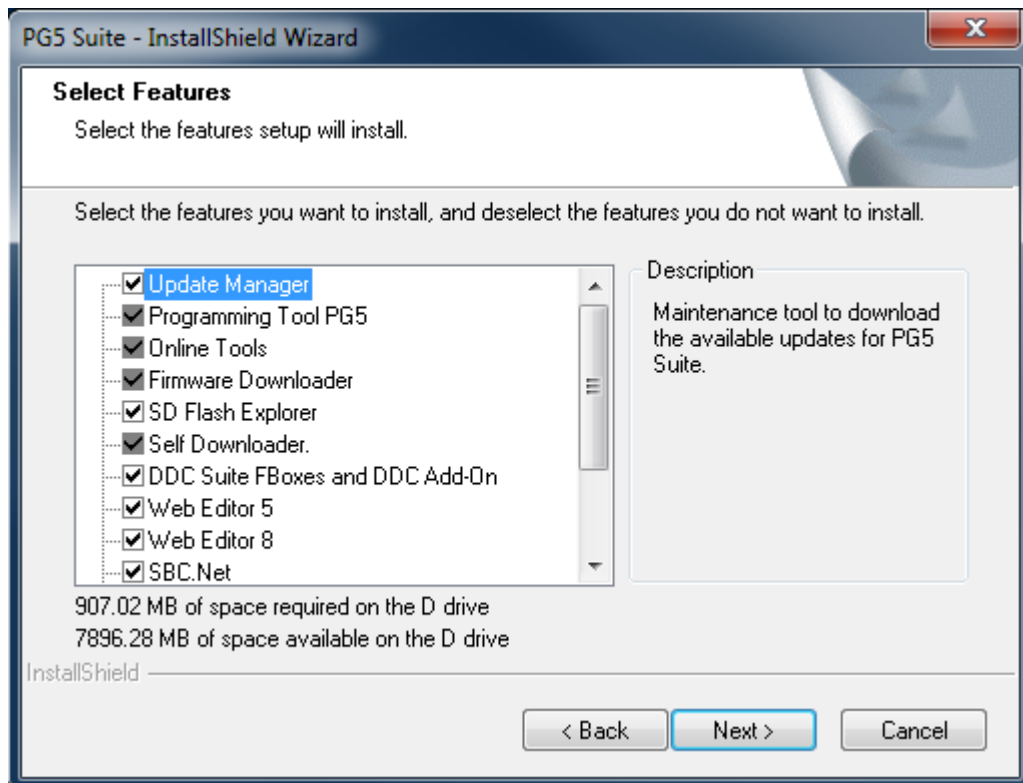 PG5 Suite - InstallShield Wizard
Select Features
Select the features setup will install.
Select the features you want to install, and deselect the features you do not want to install.
Update Manager
Programming Tool PG5
Online Tools
Firmware Downloader
SD Flash Explorer
Self Downloader.
DDC Suite FBoxes and DDC Add-On
Web Editor 5
Web Editor 8
SBC.Net
Description
Maintenance tool to download
the available updates for PG5
Suite.
907.02 MB of space required on the D drive
7896.28 MB of space available on the D drive
InstallShield
< Back
Next >
Cancel